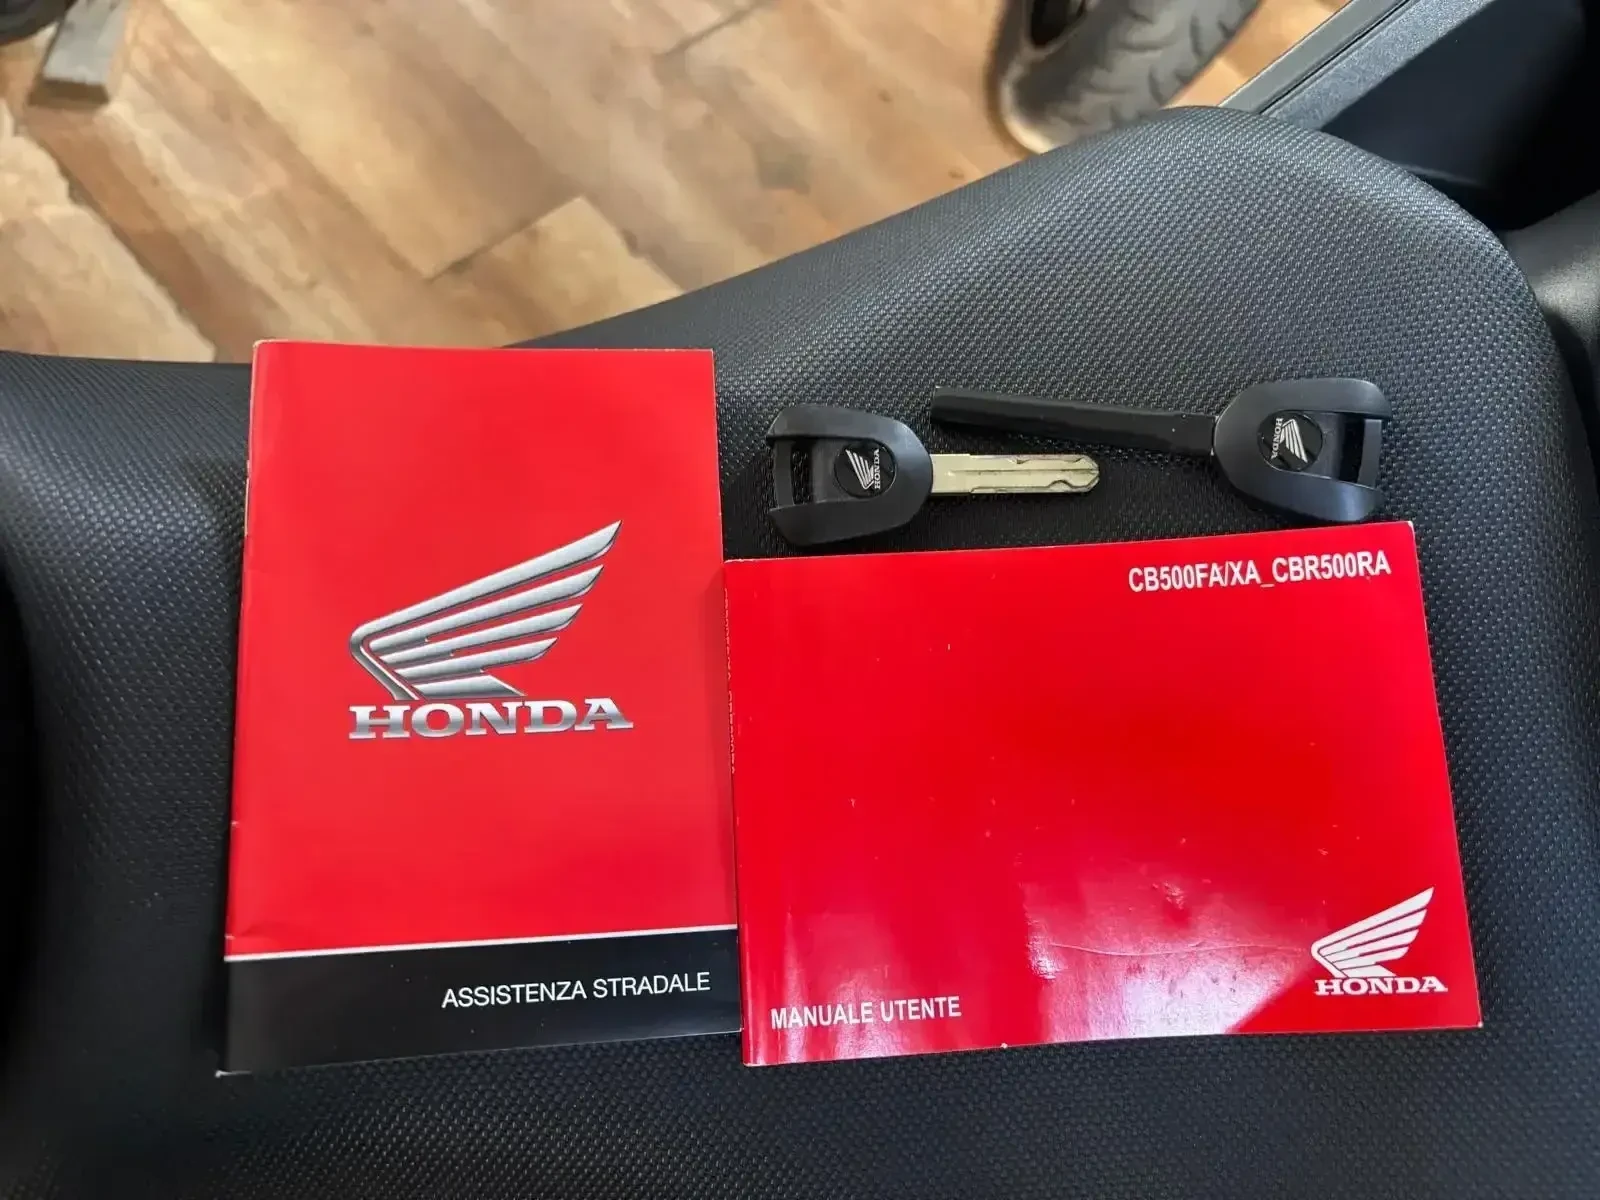 HONDA
ASSISTENZA STRADALE
HONDA
HONDA
CB500FA/XA_CBR500RA
MANUALE UTENTE
HONDA